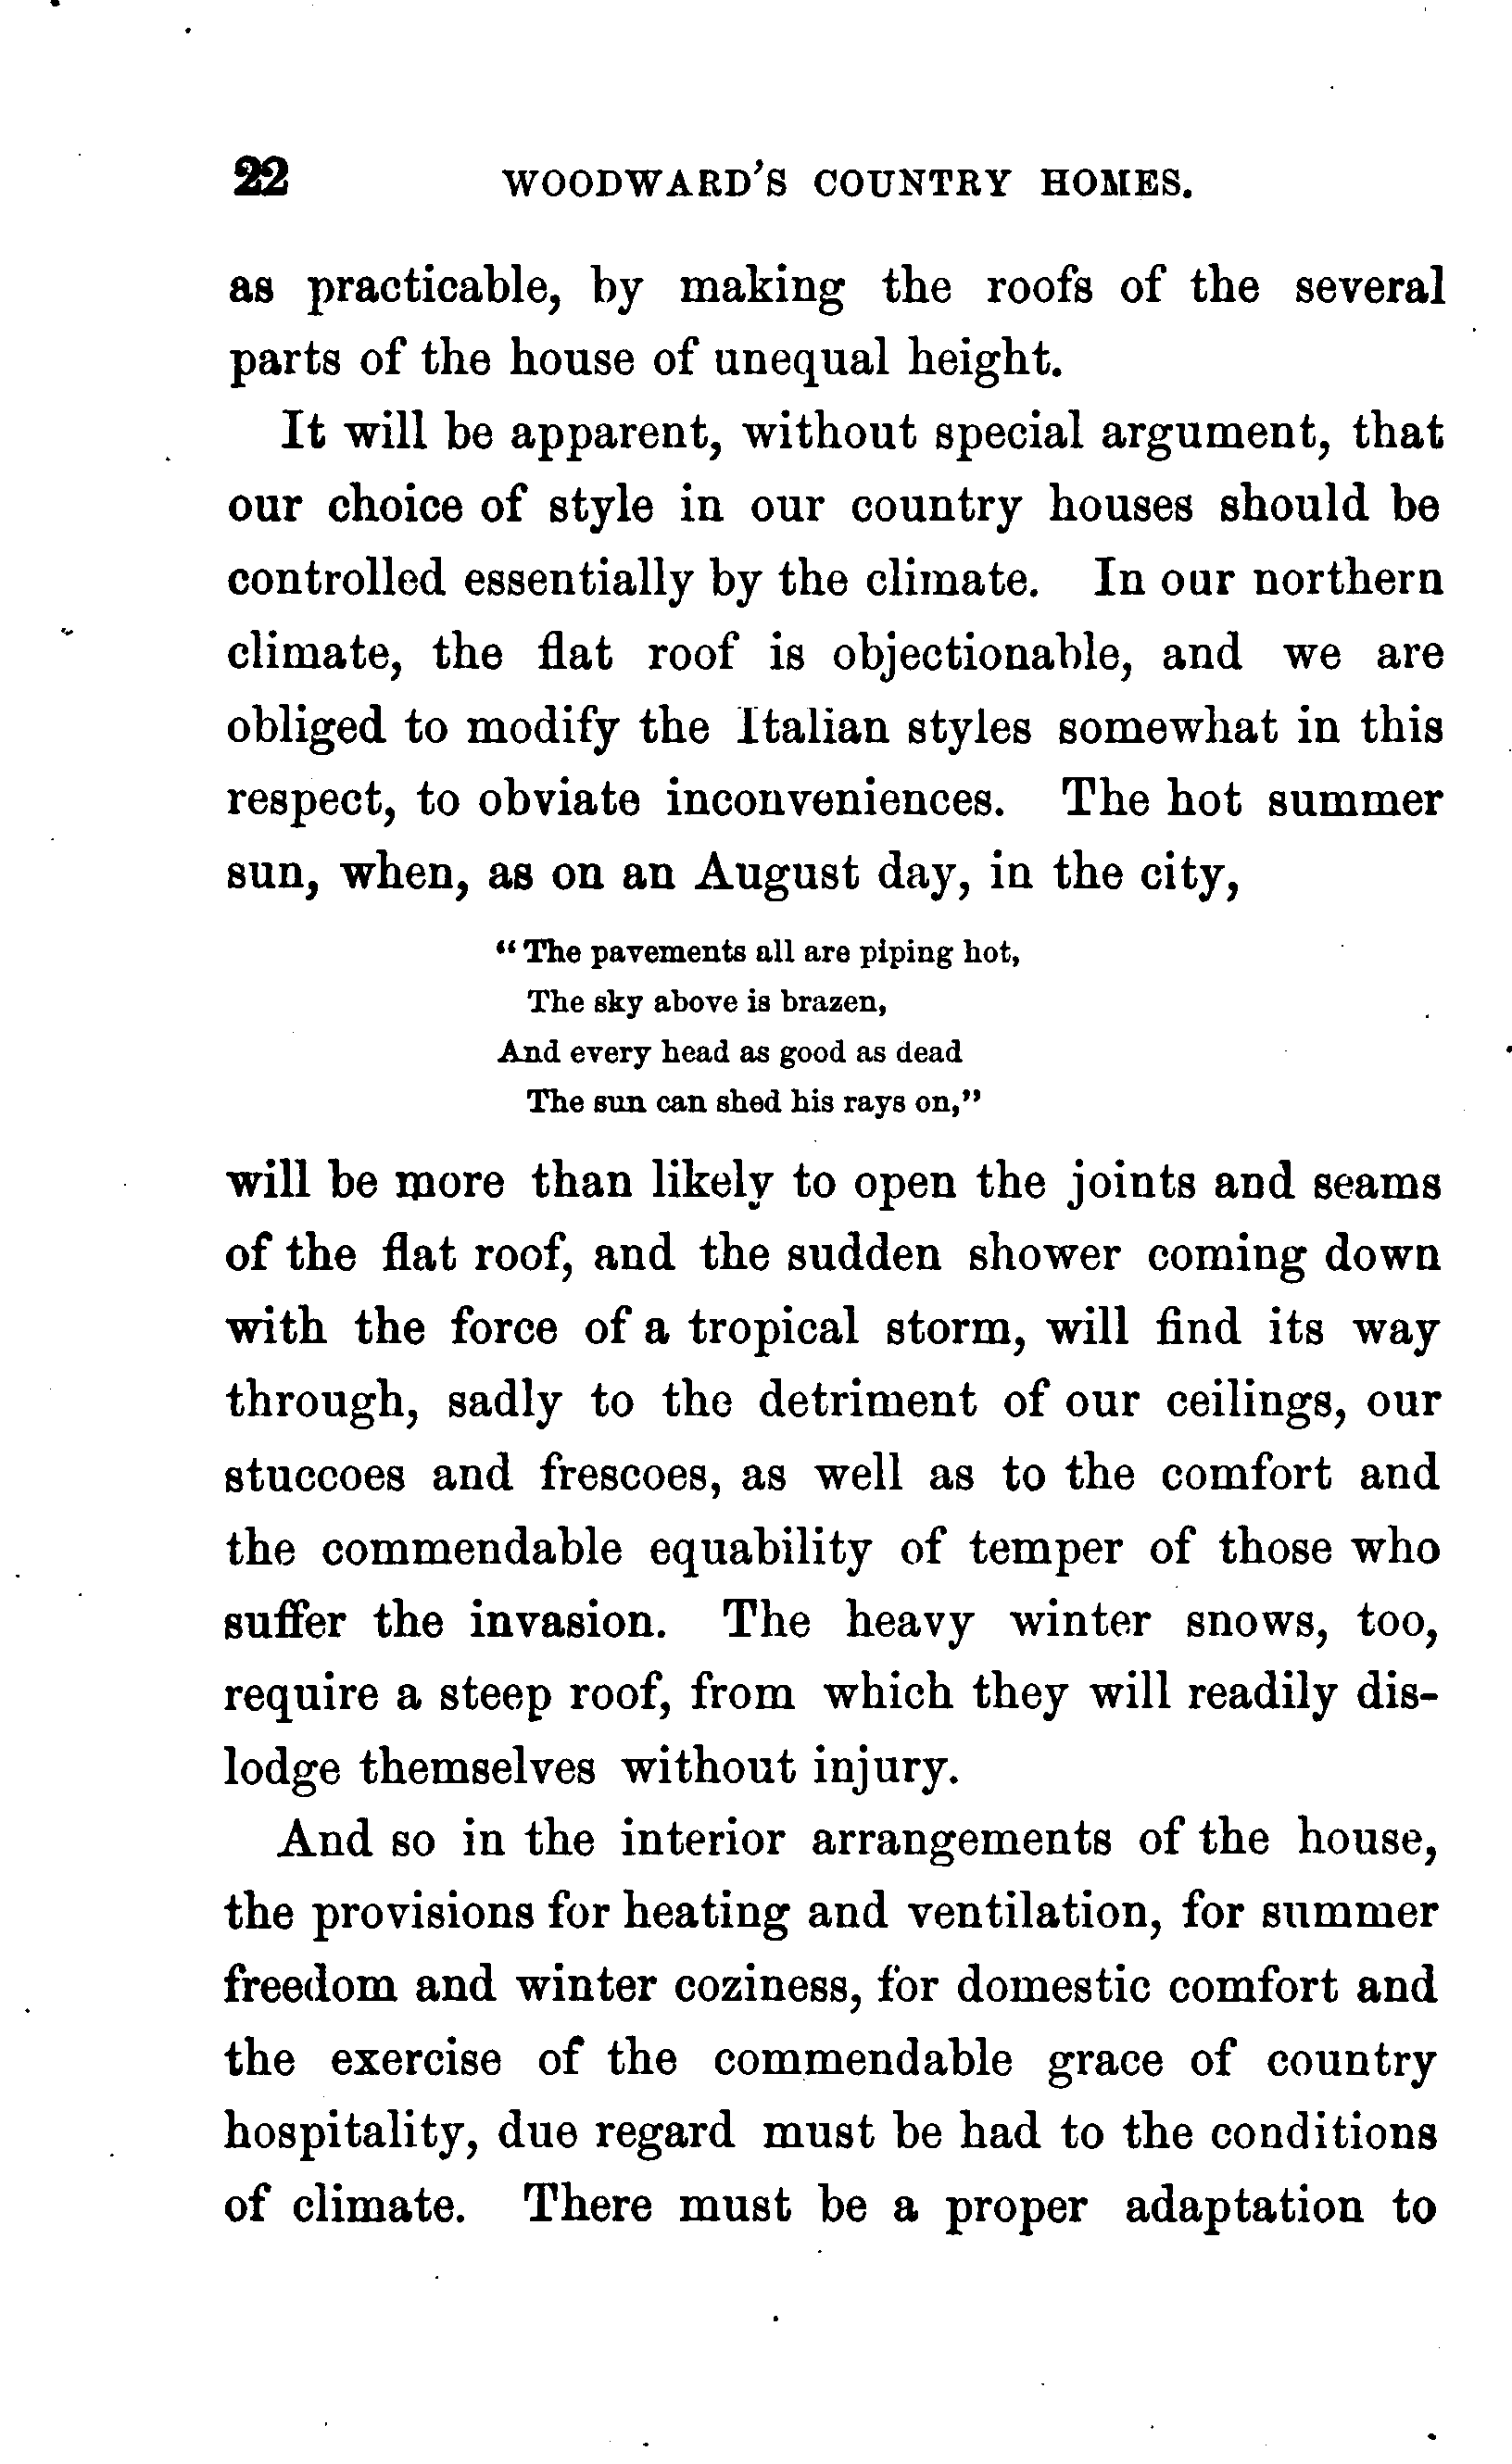 22 WOODWARD'S COUNTRY HOMES.
as practicable, by making the roofs of the several
parts of the house of unequal height.
It will be apparent, without special argument, that
our choice of style in our country houses should be
controlled essentially by the climate. In our northern
climate, the flat roof is objectionable, and we are
obliged to modify the Italian styles somewhat in this
respect, to obviate inconveniences. The hot summer
sun, when, as on an August day, in the city,
"The pavements all are piping hot,
The sky above is brazen,
And every head as good as dead
The sun can shed his rays on,"
will be more than likely to open the joints and seams
of the flat roof, and the sudden shower coming down
with the force of a tropical storm, will find its way
through, sadly to the detriment of our ceilings, our
stuccoes and frescoes, as well as to the comfort and
the commendable equability of temper of those who
suffer the invasion. The heavy winter snows, too,
require a steep roof, from which they will readily dis-
lodge themselves without injury.
And so in the interior arrangements of the house,
the provisions for heating and ventilation, for summer
freedom and winter coziness, for domestic comfort and
the exercise of the commendable grace of country
hospitality, due regard must be had to the conditions
of climate. There must be a proper adaptation to